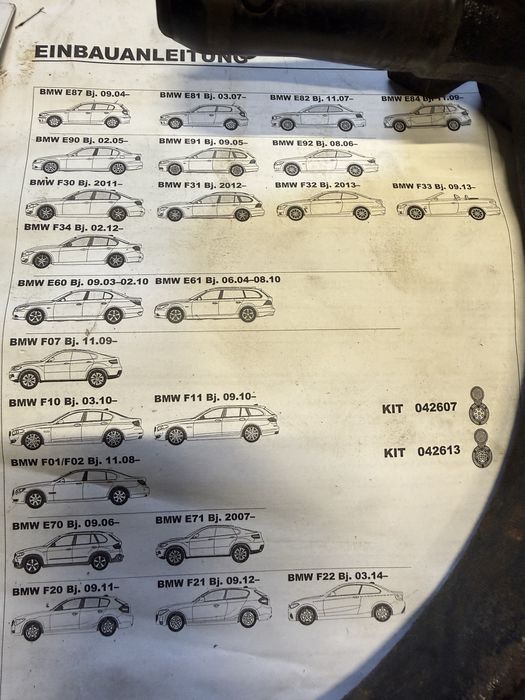 EINBAUANLEITUNG
BMW E87 Bj. 09.04– BMW E81 Bj. 03.07– BMW E82 Bj. 11.07– BMW E84 Bj. 11.09–
BMW E90 Bj. 02.05– BMW E91 Bj. 09.05– BMW E92 Bj. 08.06–
BMW F30 Bj. 2011– BMW F31 Bj. 2012– BMW F32 Bj. 2013– BMW F33 Bj. 09.13–
BMW F34 Bj. 02.12–
BMW E60 Bj. 09.03–02.10 BMW E61 Bj. 06.04–08.10
BMW F07 Bj. 11.09–
BMW F10 Bj. 03.10– BMW F11 Bj. 09.10–
KIT 042607
KIT 042613
BMW F01/F02 Bj. 11.08–
BMW E70 Bj. 09.06– BMW E71 Bj. 2007–
BMW F20 Bj. 09.11– BMW F21 Bj. 09.12– BMW F22 Bj. 03.14–